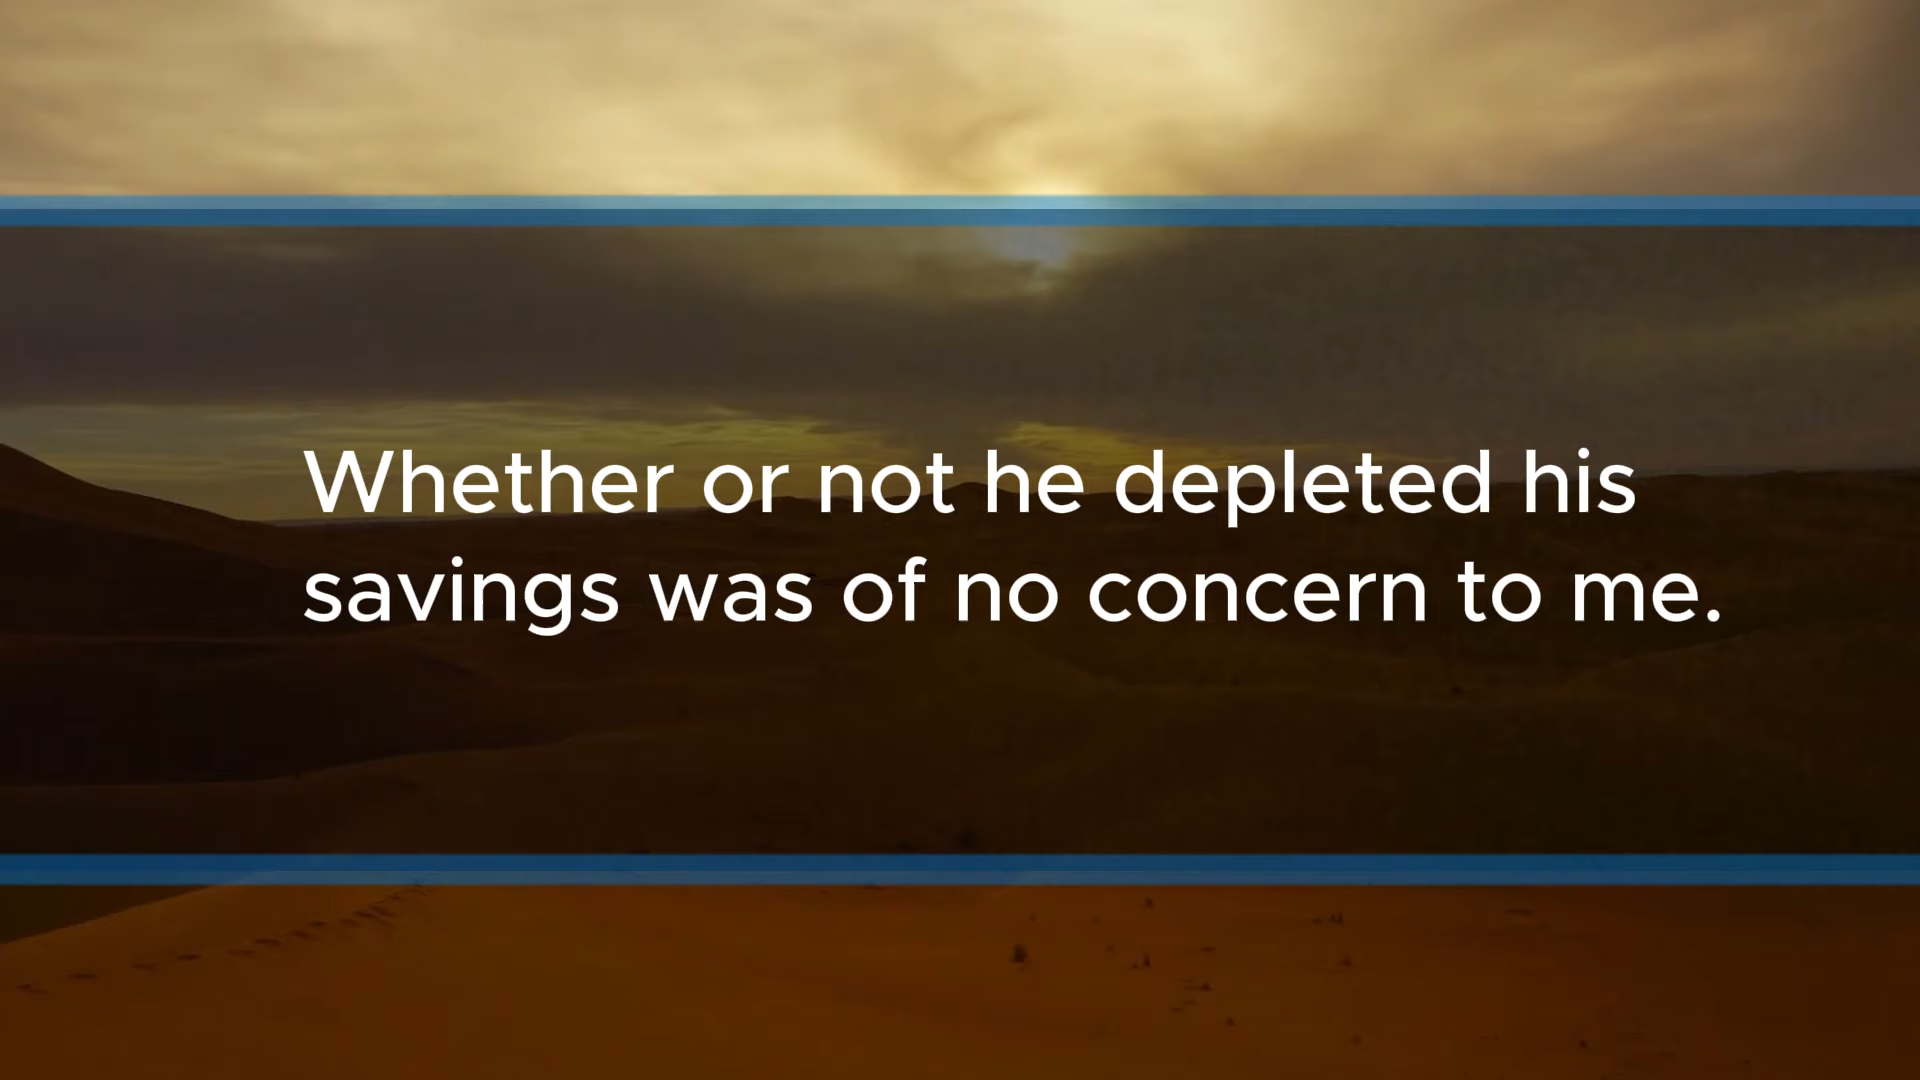 Whether or not he depleted his
savings was of no concern to me.